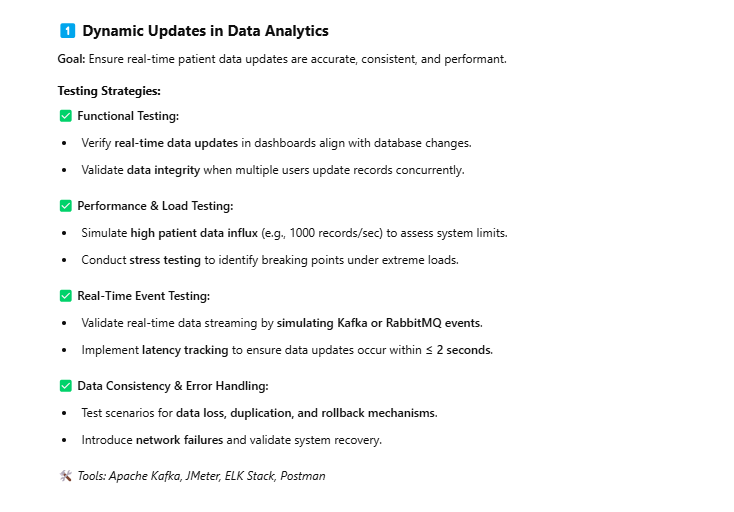 1 Dynamic Updates in Data Analytics
Goal: Ensure real-time patient data updates are accurate, consistent, and performant.
Testing Strategies:
✅ Functional Testing:
• Verify real-time data updates in dashboards align with database changes.
• Validate data integrity when multiple users update records concurrently.
✅ Performance & Load Testing:
• Simulate high patient data influx (e.g., 1000 records/sec) to assess system limits.
• Conduct stress testing to identify breaking points under extreme loads.
✅ Real-Time Event Testing:
• Validate real-time data streaming by simulating Kafka or RabbitMQ events.
• Implement latency tracking to ensure data updates occur within ≤ 2 seconds.
✅ Data Consistency & Error Handling:
• Test scenarios for data loss, duplication, and rollback mechanisms.
• Introduce network failures and validate system recovery.
🛠 Tools: Apache Kafka, JMeter, ELK Stack, Postman